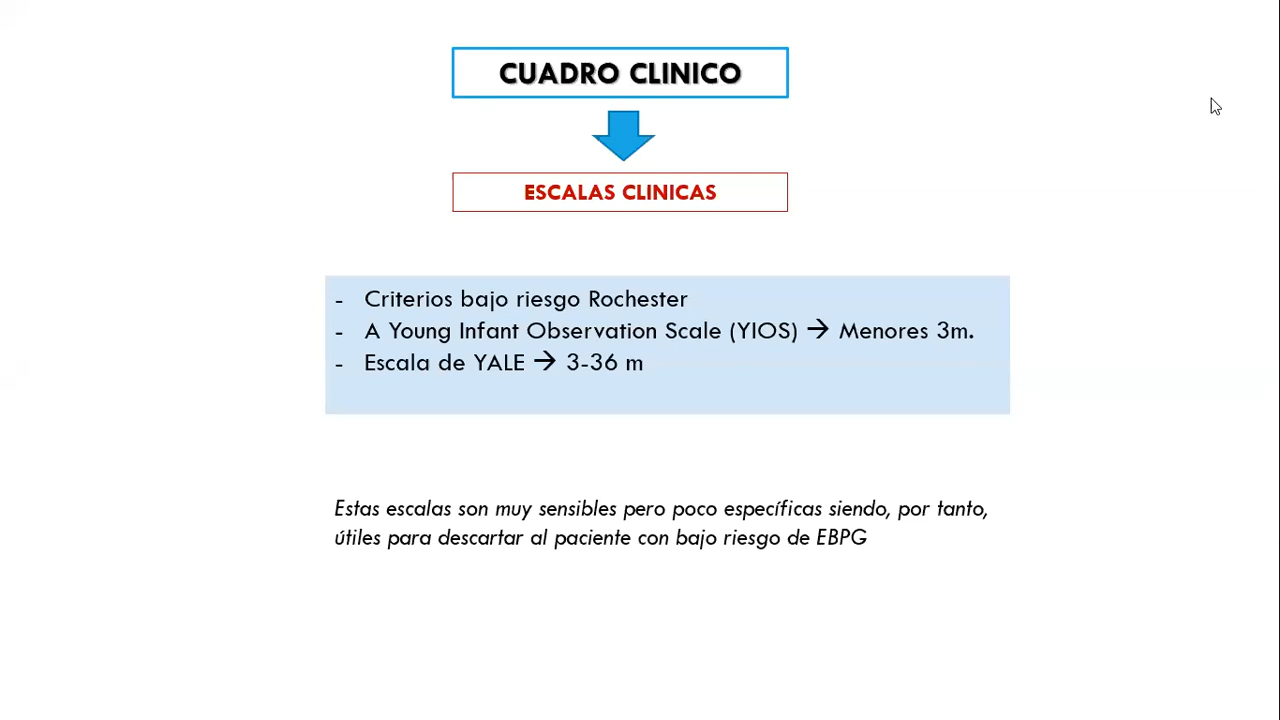 CUADRO CLINICO
ESCALAS CLINICAS
- Criterios bajo riesgo Rochester
- A Young Infant Observation Scale (YIOS) → Menores 3m.
- Escala de YALE → 3-36 m
Estas escalas son muy sensibles pero poco específicas siendo, por tanto,
útiles para descartar al paciente con bajo riesgo de EBPG